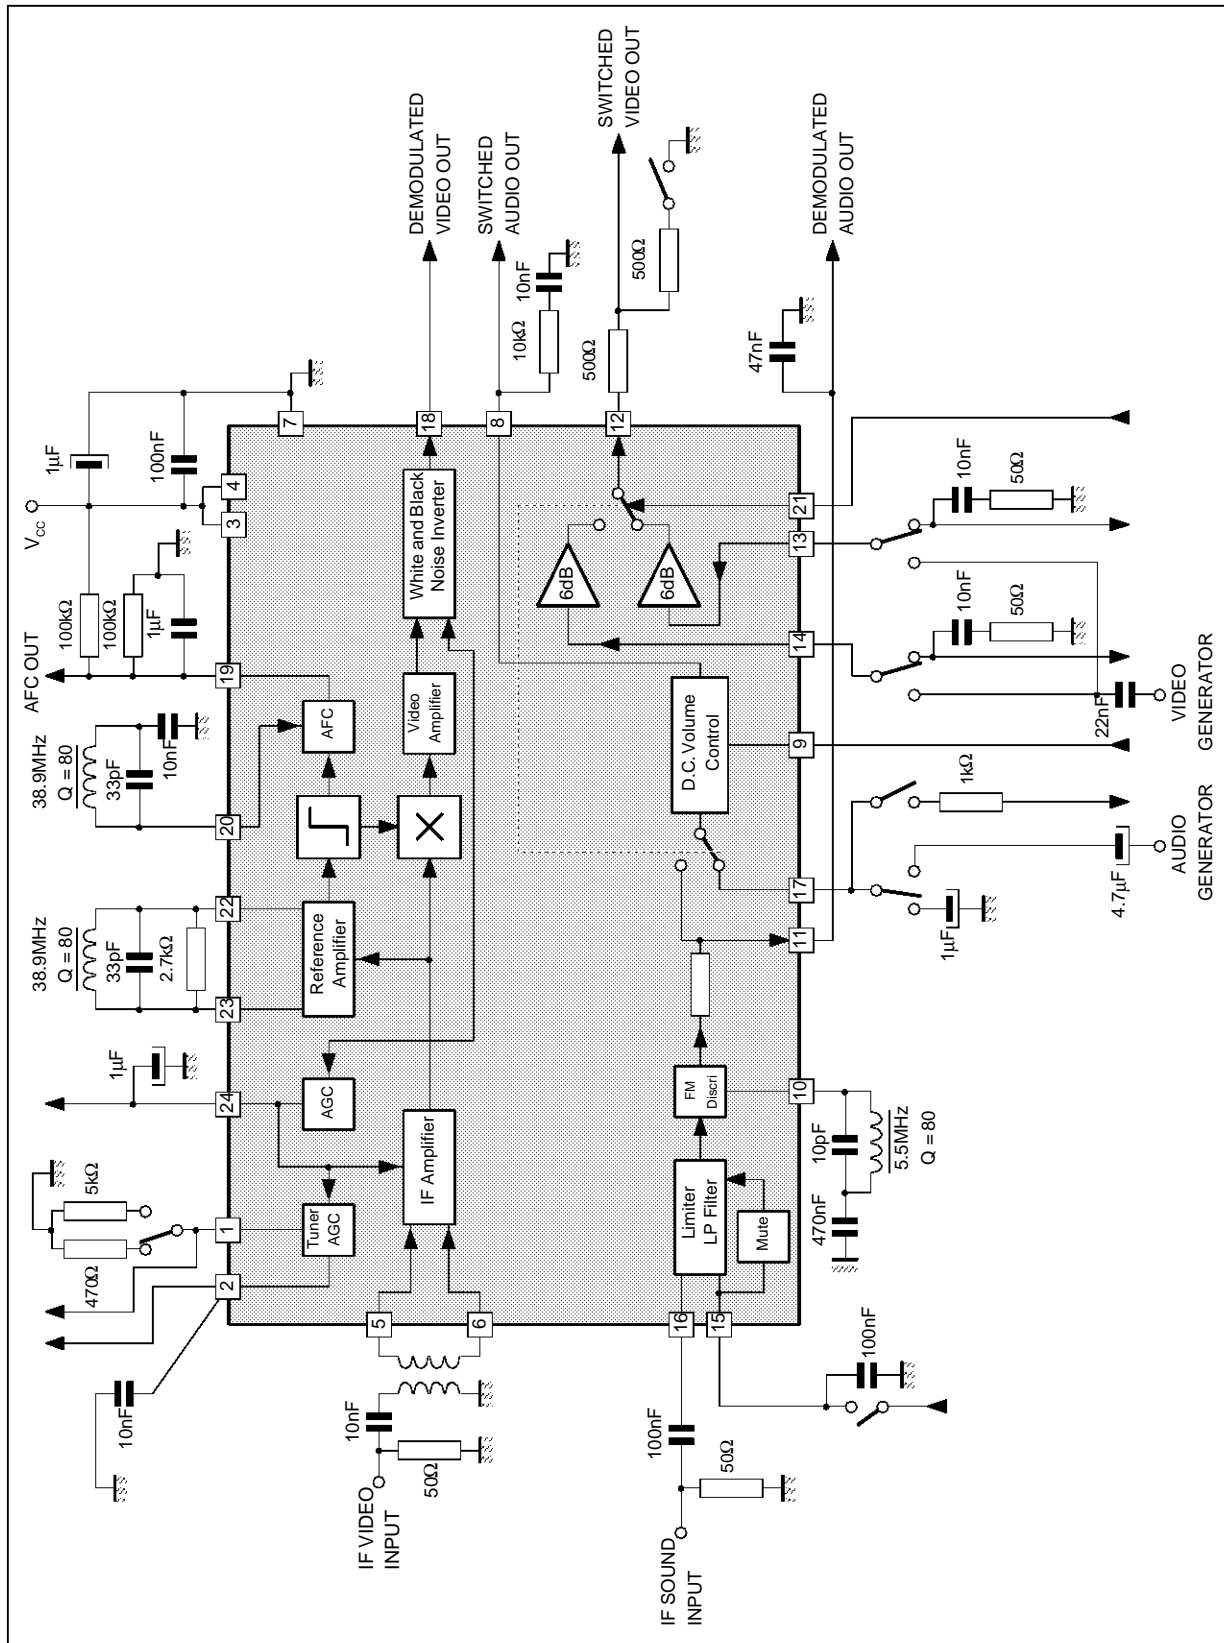 10nF
470Ω
5kΩ
1µF
38.9MHz
Q = 80
33pF
2.7kΩ
38.9MHz
Q = 80
33pF
10nF
AFC OUT
100kΩ
100kΩ
1µF
VCC
1µF
100nF
2
1
24
23
22
20
19
3
4
7
IF VIDEO
INPUT
50Ω
10nF
5
6
Tuner
AGC
AGC
IF Amplifier
Reference
Amplifier
AFC
Video
Amplifier
White and Black
Noise Inverter
18
DEMODULATED
VIDEO OUT
8
SWITCHED
AUDIO OUT
10kΩ
10nF
12
500Ω
500Ω
SWITCHED
VIDEO OUT
6dB
6dB
D.C. Volume
Control
IF SOUND
INPUT
50Ω
100nF
16
15
Limiter
LP Filter
Mute
FM
Discri
10
11
17
9
14
13
21
47nF
DEMODULATED
AUDIO OUT
100nF
470nF
10pF
5.5MHz
Q = 80
1µF
4.7µF
AUDIO
GENERATOR
1kΩ
22nF
VIDEO
GENERATOR
10nF
50Ω
10nF
50Ω